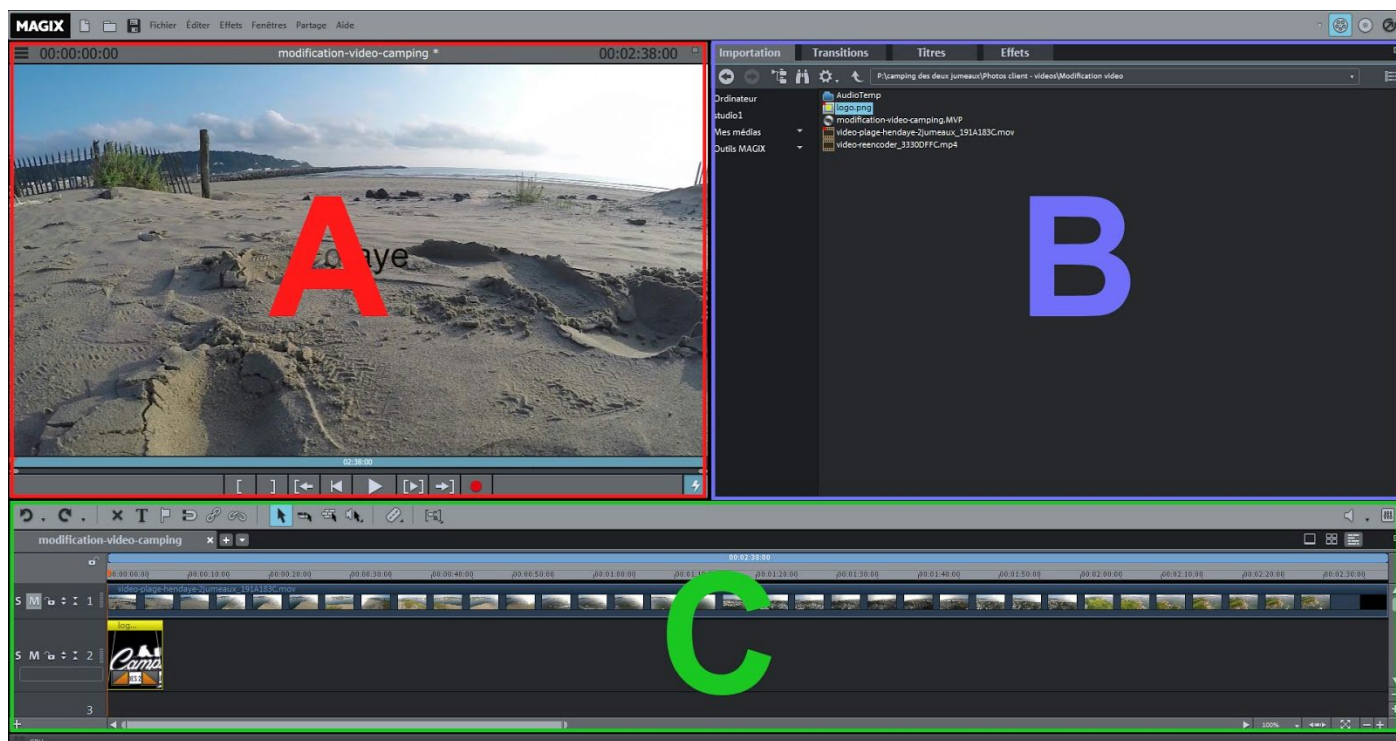 MAGIX Fichier Éditer Effets Fenêtres Partage Aide
00:00:00:00 modification-video-camping * 00:02:38:00
Importation Transitions Titres Effets
P:\camping des deux jumeaux\Photos client - videos\Modification video
Ordinateur
studio1
Mes médias
Outils MAGIX
AudioTemp
logo.png
modification-video-camping.MVP
video-plage-hendaye-2jumeaux_191A183C.mov
video-reencoder_3330DFFC.mp4
A
B
daye
02:38:00
modification-video-camping
00:02:38:00
00:00:00:00 00:00:10:00 00:00:20:00 00:00:30:00 00:00:40:00 00:00:50:00 00:01:00:00 00:01:20:00 00:01:30:00 00:01:40:00 00:01:50:00 00:02:00:00 00:02:10:00 00:02:20:00 00:02:30:00
video-plage-hendaye-2jumeaux_191A183C.mov
S M 1
log...
S M 2
Camp
C
3
100%